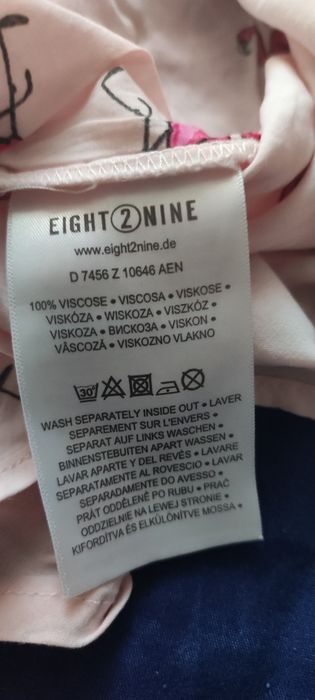 EIGHT2NINE
www.eight2nine.de
D 7456 Z 10646 AEN
100% VISCOSE • VISCOSA • VISKOSE •
VISKÓZA • WISKOZA • VISZKÓZ •
VISKOZA • ВИСКОЗА • VISKON •
VÂSCOZĂ • VISKOZNO VLAKNO
30°
WASH SEPARATELY INSIDE OUT • LAVER
SEPAREMENT SUR L'ENVERS •
SEPARAT AUF LINKS WASCHEN •
BINNENSTEBUITEN APART WASSEN •
LAVAR APARTE Y DEL REVÉS • LAVARE
SEPARATAMENTE AL ROVESCIO • LAVAR
SEPARADAMENTE DO AVESSO •
PRÁT ODDĚLENĚ PO RUBU • PRAĆ
ODDZIELNIE NA LEWEJ STRONIE •
KIFORDÍTVA ÉS ELKÜLÖNÍTVE MOSSA •